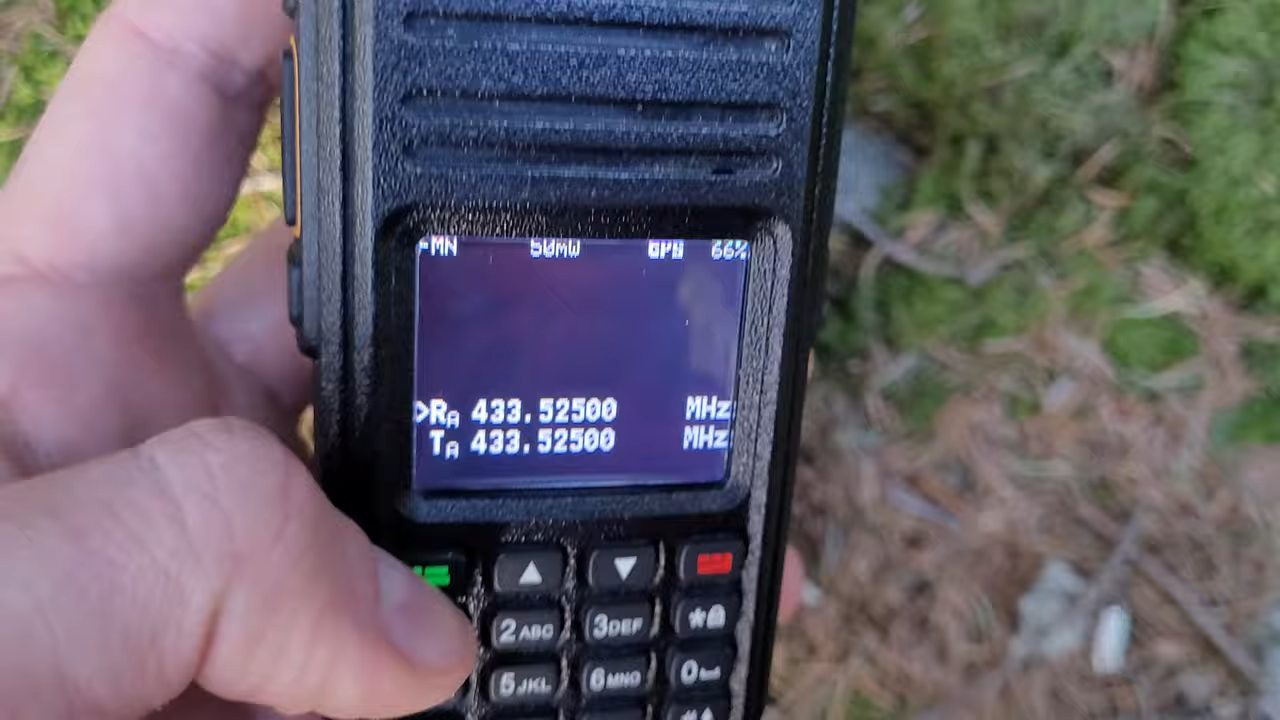 -MN 50mW GPS 66%
>RA 433.52500 MHz
TA 433.52500 MHz
▲ ▼
2ABC 3DEF *
5JKL 6MNO 0